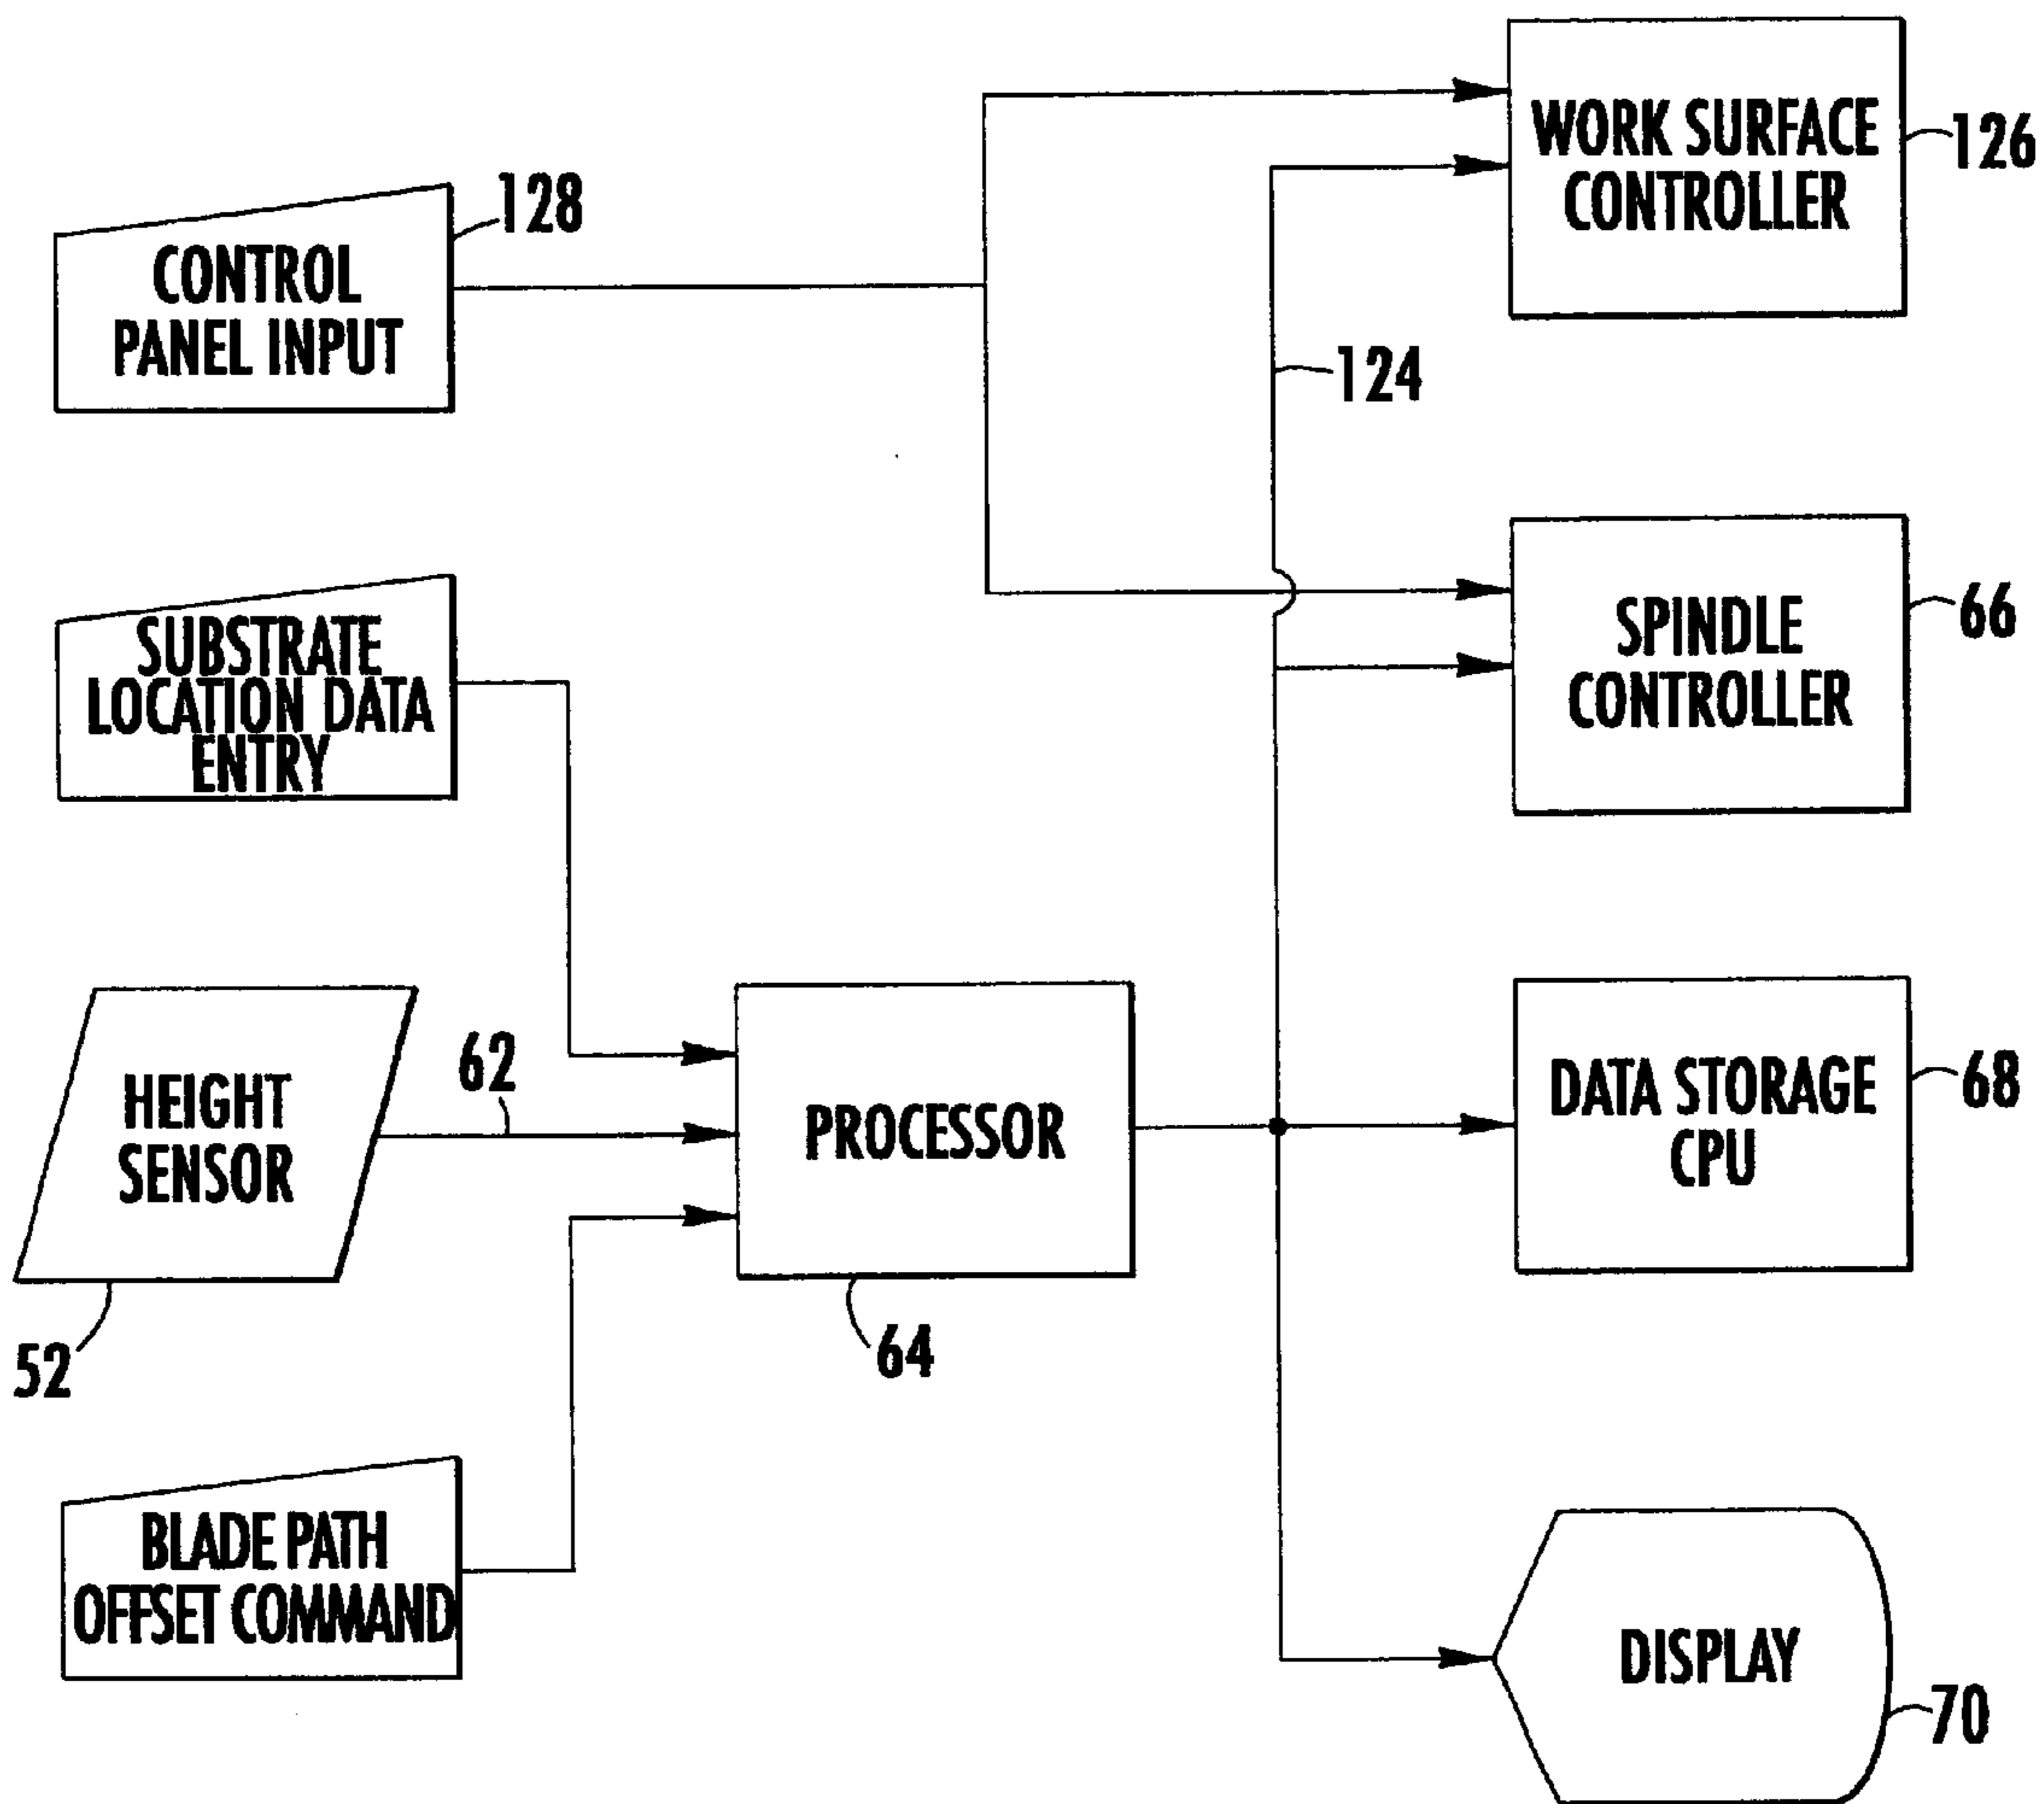 WORK SURFACE
CONTROLLER
126
128
CONTROL
PANEL INPUT
124
SUBSTRATE
LOCATION DATA
ENTRY
SPINDLE
CONTROLLER
66
HEIGHT
SENSOR
62
52
PROCESSOR
64
DATA STORAGE
CPU
68
BLADE PATH
OFFSET COMMAND
DISPLAY
70